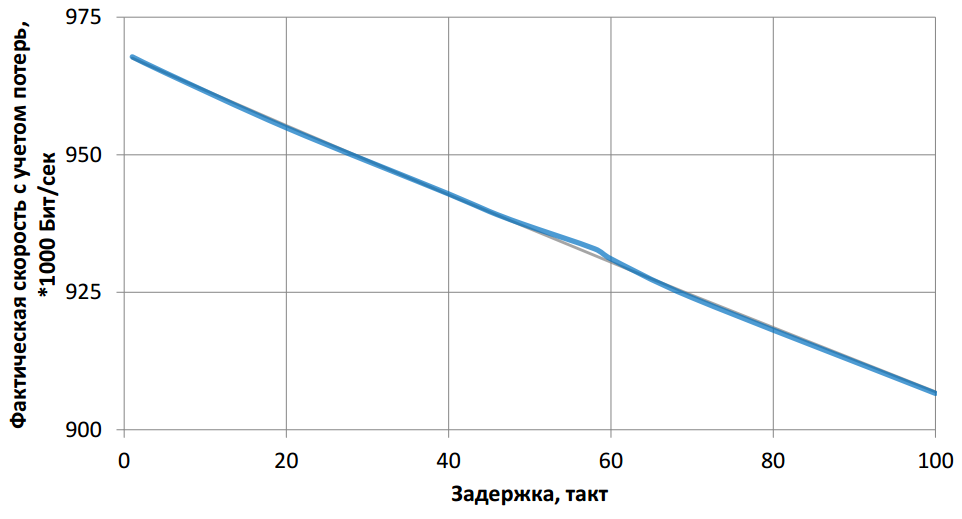 Фактическая скорость с учетом потерь,
*1000 Бит/сек
975
950
925
900
0 20 40 60 80 100
Задержка, такт